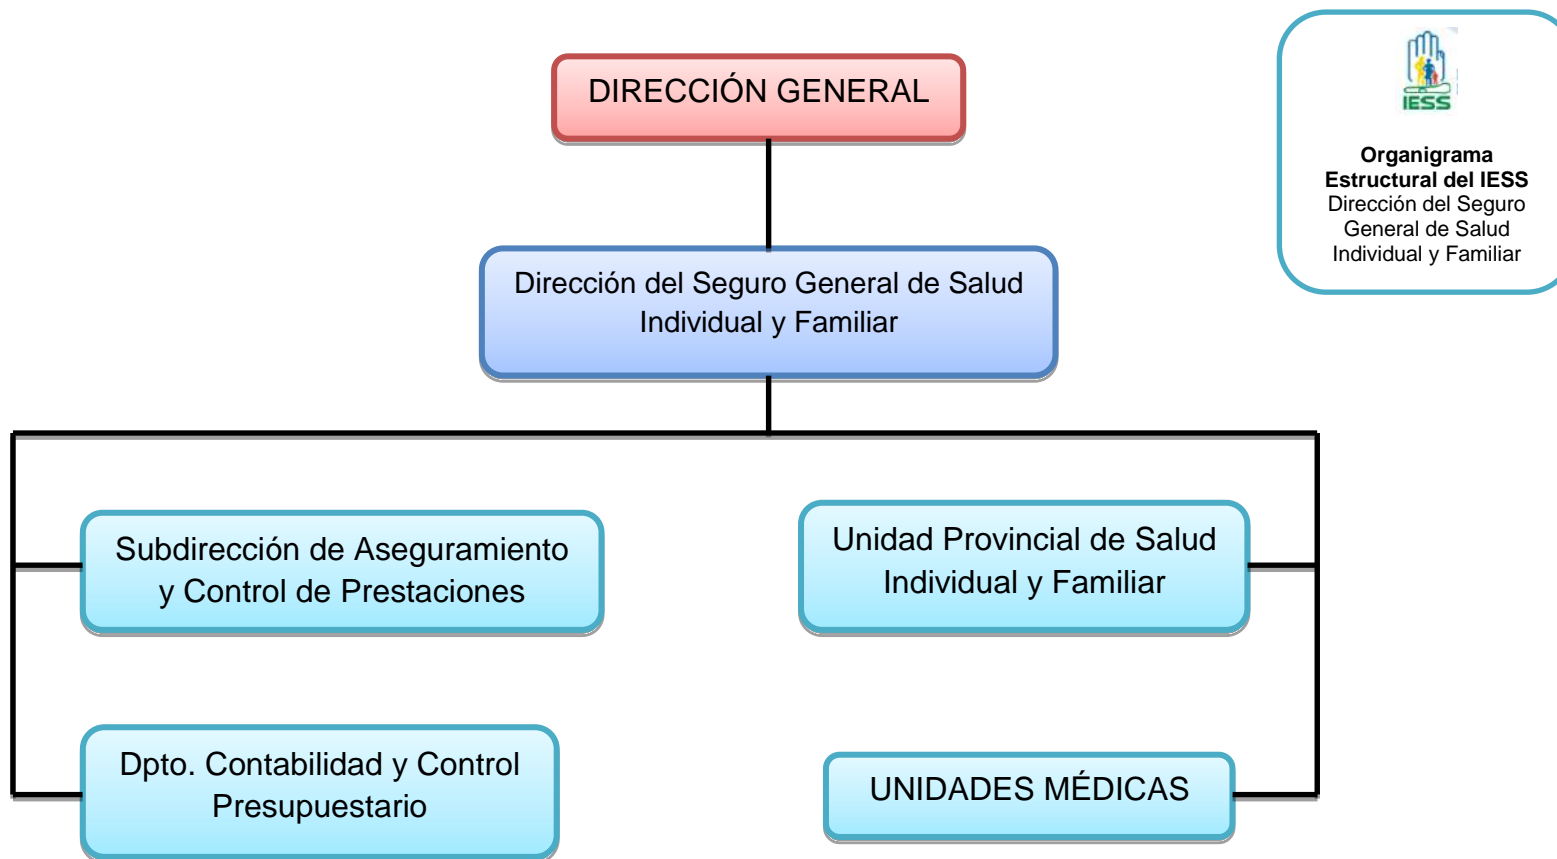 DIRECCIÓN GENERAL
IESS
Organigrama
Estructural del IESS
Dirección del Seguro
General de Salud
Individual y Familiar
Dirección del Seguro General de Salud
Individual y Familiar
Subdirección de Aseguramiento
y Control de Prestaciones
Unidad Provincial de Salud
Individual y Familiar
Dpto. Contabilidad y Control
Presupuestario
UNIDADES MÉDICAS